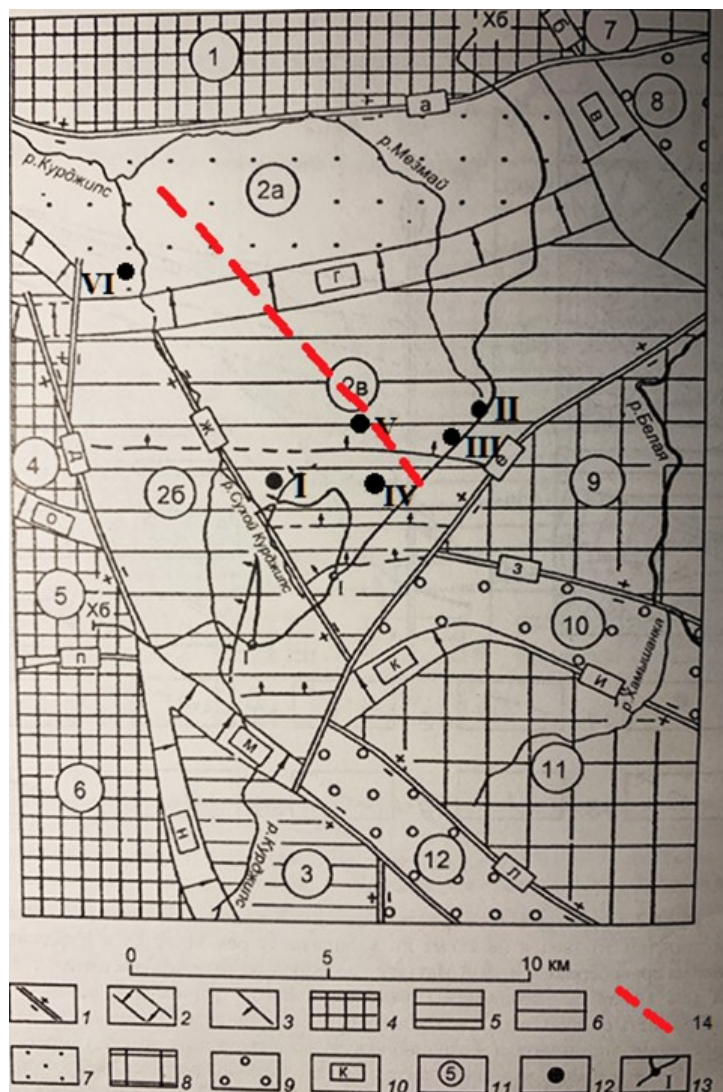 Хб
б
7
1
а
8
в
р.Мезмай
р.Курджипс
2а
VI
Г
2в
II
V
III
Ж
Ф
р.Белая
Д
4
2б
I
IV
9
р.Сухой Курджипс
О
З
5
Хб
I
10
I
П
К
И
р.Хамышанка
М
11
6
Н
р.Курджипс
3
12
Л
0 5 10 км
1 2 3 4 5 6 14
К 5 I
7 8 9 10 11 12 13